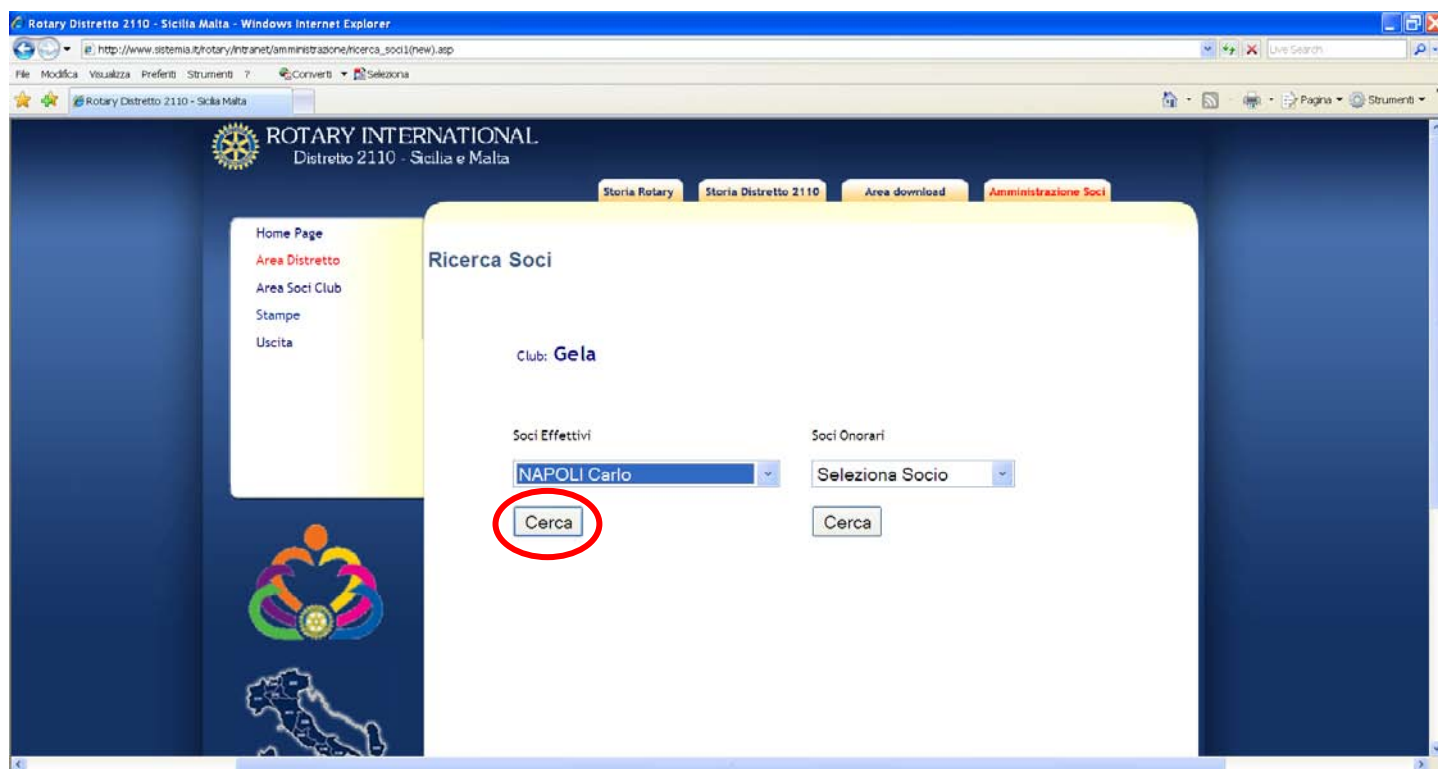 Rotary Distretto 2110 - Sicilia Malta - Windows Internet Explorer
http://www.sistemia.it/rotary/intranet/amministrazione/ricerca_soci1(new).asp
Live Search
File Modifica Visualizza Preferiti Strumenti ? Converti Seleziona
Rotary Distretto 2110 - Sicilia Malta
Pagina Strumenti
ROTARY INTERNATIONAL
Distretto 2110 - Sicilia e Malta
Storia Rotary Storia Distretto 2110 Area download Amministrazione Soci
Home Page
Area Distretto
Area Soci Club
Stampe
Uscita
Ricerca Soci
Club: Gela
Soci Effettivi Soci Onorari
NAPOLI Carlo Seleziona Socio
Cerca Cerca